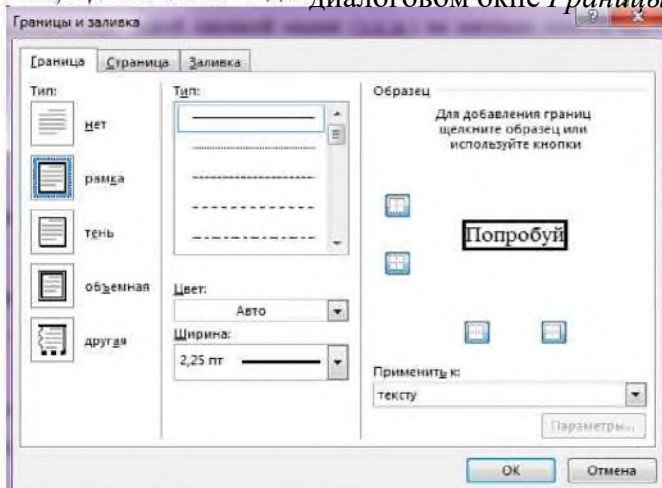 диалоговом окне Границы
Границы и заливка
Граница Страница Заливка
Тип:
нет
рамка
тень
объемная
другая
Тип:
Цвет:
Авто
Ширина:
2,25 пт
Образец
Для добавления границ
щелкните образец или
используйте кнопки
Попробуй
Применить к:
тексту
Параметры...
ОК Отмена